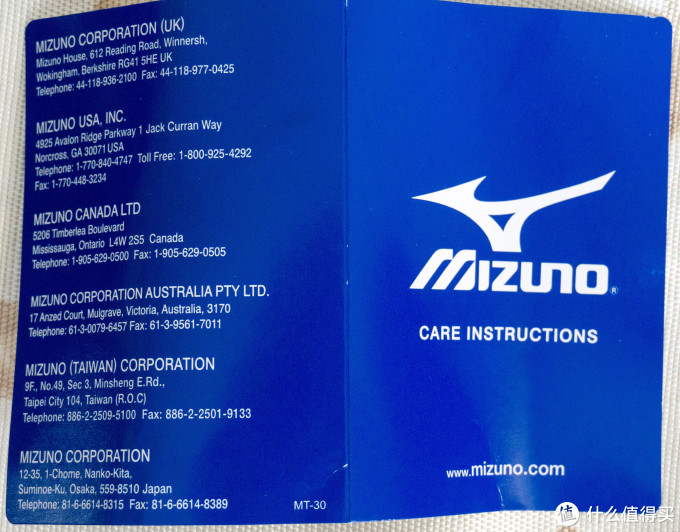 MIZUNO CORPORATION (UK)
Mizuno House, 612 Reading Road, Winnersh,
Wokingham, Berkshire RG41 5HE UK
Telephone: 44-118-936-2100 Fax: 44-118-977-0425
MIZUNO USA, INC.
4925 Avalon Ridge Parkway 1 Jack Curran Way
Norcross, GA 30071 USA
Telephone: 1-770-840-4747 Toll Free: 1-800-925-4292
Fax: 1-770-448-3234
MIZUNO CANADA LTD
5206 Timberlea Boulevard
Mississauga, Ontario L4W 2S5 Canada
Telephone: 1-905-629-0500 Fax: 1-905-629-0505
MIZUNO CORPORATION AUSTRALIA PTY LTD.
17 Anzed Court, Mulgrave, Victoria, Australia, 3170
Telephone: 61-3-0079-6457 Fax: 61-3-9561-7011
MIZUNO (TAIWAN) CORPORATION
9F., No.49, Sec 3, Minsheng E.Rd.,
Taipei City 104, Taiwan (R.O.C)
Telephone: 886-2-2509-5100 Fax: 886-2-2501-9133
MIZUNO CORPORATION
12-35, 1-Chome, Nanko-Kita,
Suminoe-Ku, Osaka, 559-8510 Japan
Telephone: 81-6-6614-8315 Fax: 81-6-6614-8389
MT-30
MIZUNO®
CARE INSTRUCTIONS
www.mizuno.com
值 什么值得买